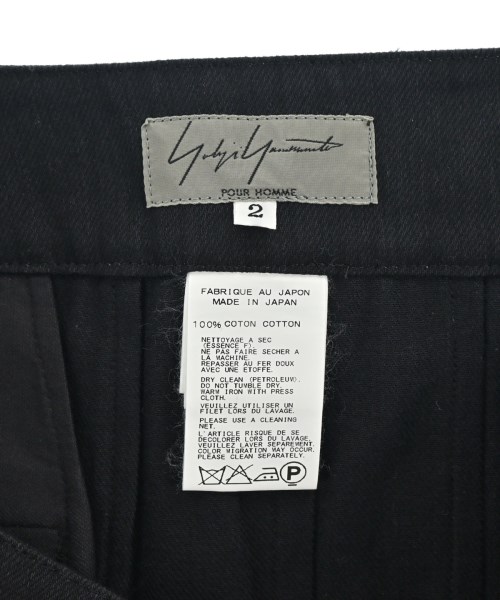 Yohji Yamamoto
POUR HOMME
2
FABRIQUE AU JAPON
MADE IN JAPAN
100% COTON COTTON
NETTOYAGE A SEC
(ESSENCE F).
NE PAS FAIRE SECHER A
LA MACHINE.
REPASSER AU FER DOUX
AVEC UNE ETOFFE.
DRY CLEAN (PETROLEUM).
DO NOT TUMBLE DRY.
WARM IRON WITH PRESS
CLOTH.
VEUILLEZ UTILISER UN
FILET LORS DU LAVAGE.
PLEASE USE A CLEANING
NET.
L'ARTICLE RISQUE DE SE
DECOLORER LORS DU LAVAGE.
VEUILLEZ LAVER SEPAREMENT.
COLOR MIGRATION MAY OCCUR.
PLEASE CLEAN SEPARATELY.
P